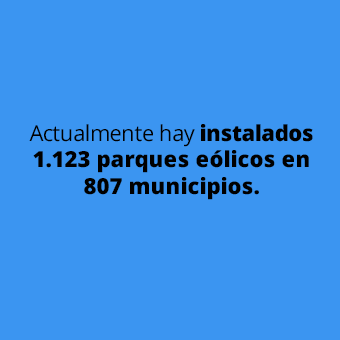 Actualmente hay instalados
1.123 parques eólicos en
807 municipios.